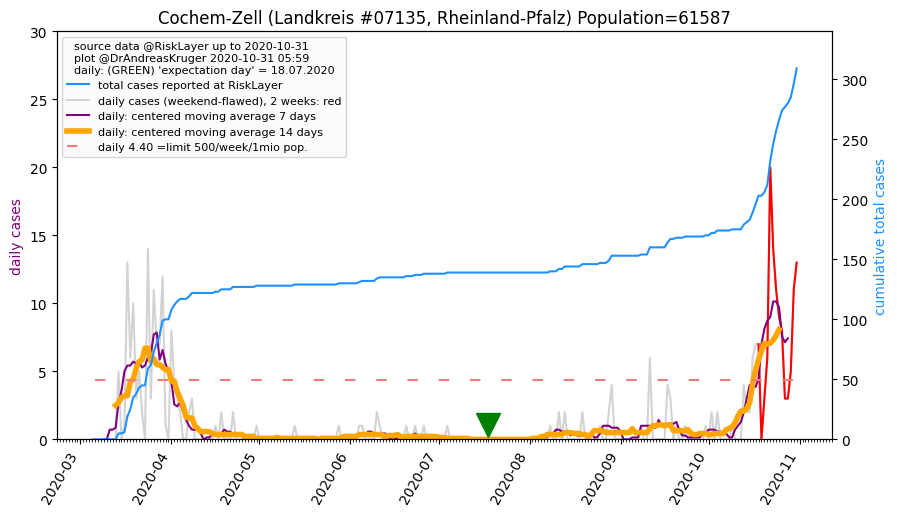 Cochem-Zell (Landkreis #07135, Rheinland-Pfalz) Population=61587
source data @RiskLayer up to 2020-10-31
plot @DrAndreasKruger 2020-10-31 05:59
daily: (GREEN) 'expectation day' = 18.07.2020
total cases reported at RiskLayer
daily cases (weekend-flawed), 2 weeks: red
daily: centered moving average 7 days
daily: centered moving average 14 days
daily 4.40 =limit 500/week/1mio pop.
daily cases
30
25
20
15
10
5
0
cumulative total cases
300
250
200
150
100
50
0
2020-03
2020-04
2020-05
2020-06
2020-07
2020-08
2020-09
2020-10
2020-11